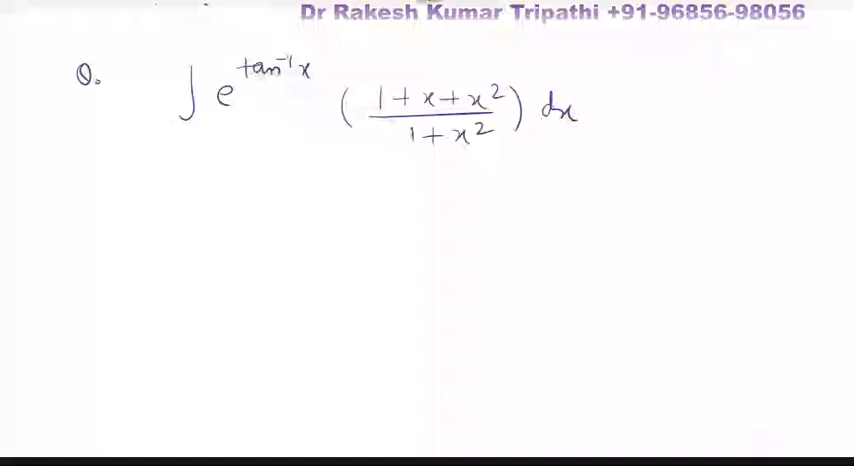 Dr Rakesh Kumar Tripathi +91-96856-98056
Q. ∫ e^(tan⁻¹x) ((1+x+x²)/(1+x²)) dx